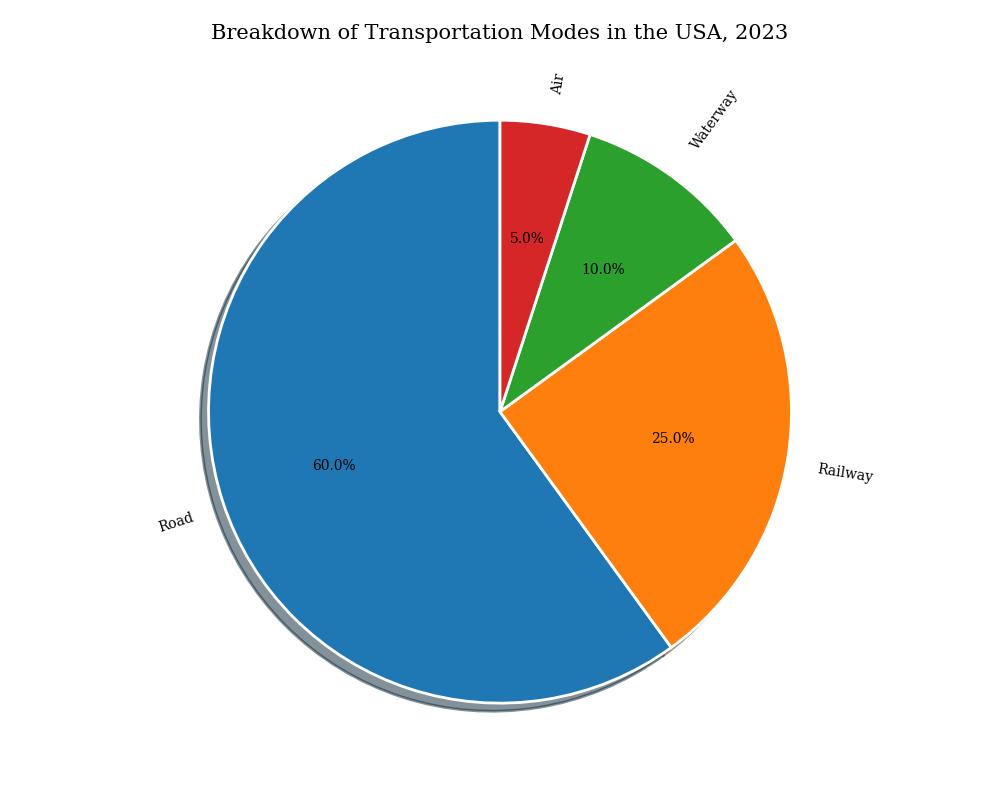 Breakdown of Transportation Modes in the USA, 2023
Air
Waterway
5.0%
10.0%
25.0%
Railway
60.0%
Road